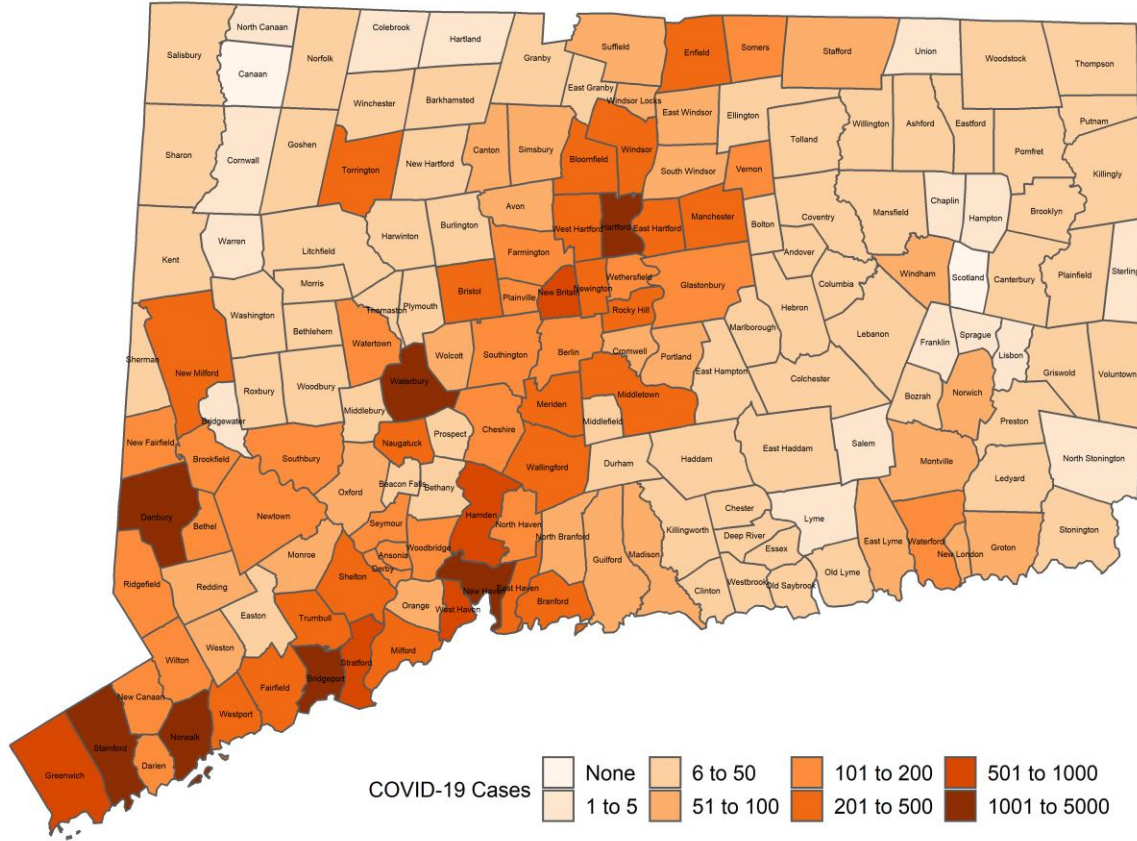 North Canaan
Colebrook
Hartland
Suffield
Enfield
Somers
Stafford
Union
Woodstock
Thompson
Salisbury
Canaan
Norfolk
Granby
East Granby
Windsor Locks
Winchester
Barkhamsted
East Windsor
Ellington
Willington
Ashford
Eastford
Putnam
Sharon
Cornwall
Goshen
Torrington
New Hartford
Canton
Simsbury
Bloomfield
Windsor
South Windsor
Vernon
Tolland
Pomfret
Killingly
Kent
Warren
Litchfield
Harwinton
Burlington
Avon
West Hartford
Hartford
East Hartford
Manchester
Bolton
Coventry
Mansfield
Chaplin
Hampton
Brooklyn
Morris
Farmington
Wethersfield
Glastonbury
Andover
Columbia
Windham
Scotland
Canterbury
Plainfield
Sterling
Washington
Bethlehem
Thomaston
Plymouth
Bristol
Plainville
New Britain
Newington
Rocky Hill
Marlborough
Hebron
Lebanon
Franklin
Sprague
Lisbon
Sherman
New Milford
Roxbury
Woodbury
Watertown
Wolcott
Southington
Berlin
Cromwell
Portland
East Hampton
Colchester
Griswold
Voluntown
Waterbury
Middlebury
Meriden
Middletown
Bozrah
Norwich
Preston
Bridgewater
New Fairfield
Brookfield
Southbury
Naugatuck
Prospect
Cheshire
Middlefield
Wallingford
Durham
Haddam
East Haddam
Salem
Montville
North Stonington
Ledyard
Danbury
Bethel
Newtown
Oxford
Beacon Falls
Bethany
Hamden
North Haven
North Branford
Killingworth
Chester
Deep River
Essex
Lyme
East Lyme
Waterford
New London
Groton
Stonington
Seymour
Ansonia
Derby
Woodbridge
Guilford
Madison
Clinton
Westbrook
Old Saybrook
Old Lyme
Ridgefield
Redding
Monroe
Shelton
Orange
New Haven
East Haven
West Haven
Branford
Easton
Trumbull
Weston
Wilton
Milford
Stratford
Bridgeport
Fairfield
Westport
New Canaan
Norwalk
Darien
Stamford
Greenwich
COVID-19 Cases
None
6 to 50
101 to 200
501 to 1000
1 to 5
51 to 100
201 to 500
1001 to 5000